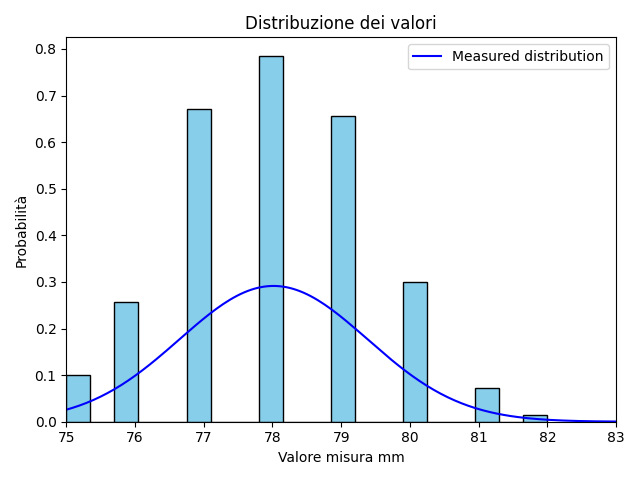 Distribuzione dei valori
Measured distribution
Probabilità
0.8
0.7
0.6
0.5
0.4
0.3
0.2
0.1
0.0
75 76 77 78 79 80 81 82 83
Valore misura mm